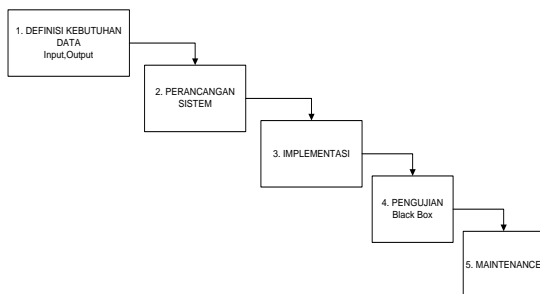 1. DEFINISI KEBUTUHAN
DATA
Input,Output
2. PERANCANGAN
SISTEM
3. IMPLEMENTASI
4. PENGUJIAN
Black Box
5. MAINTENANCE